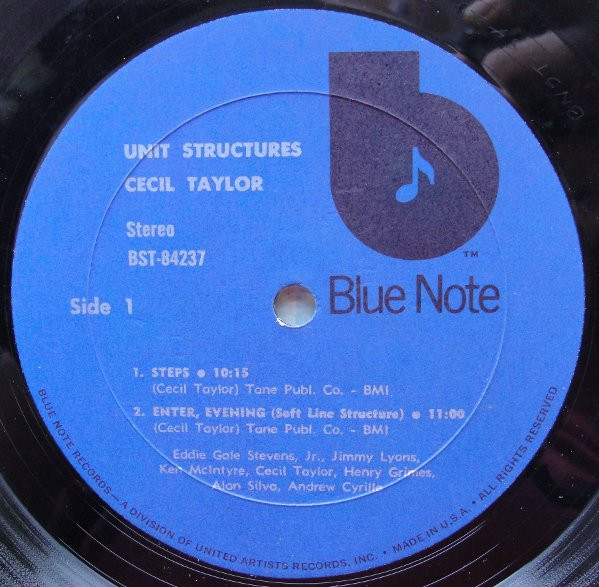 UNIT STRUCTURES
CECIL TAYLOR
Stereo
BST-84237
Side 1
TM
Blue Note
1. STEPS ● 10:15
(Cecil Taylor) Tane Publ. Co. - BMI
2. ENTER, EVENING (Soft Line Structure) ● 11:00
(Cecil Taylor) Tane Publ. Co. - BMI
Eddie Gale Stevens, Jr., Jimmy Lyons,
Ken McIntyre, Cecil Taylor, Henry Grimes,
Alan Silva, Andrew Cyrille
BLUE NOTE RECORDS—A DIVISION OF UNITED ARTISTS RECORDS, INC. • MADE IN U.S.A. • ALL RIGHTS RESERVED
BNST